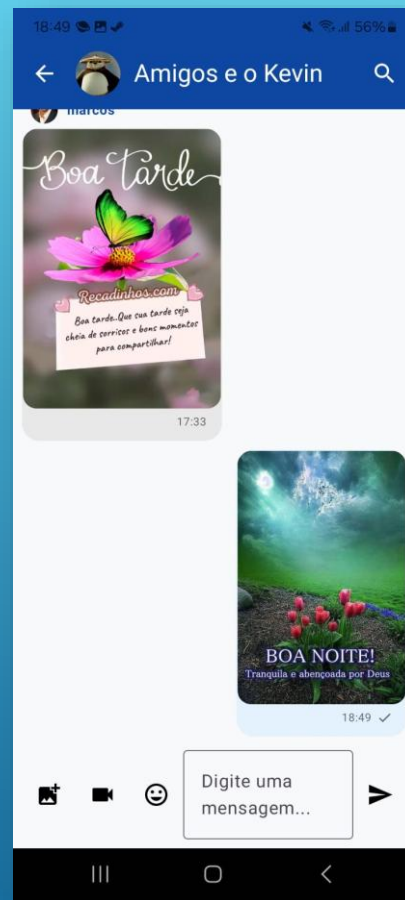 18:49
56%
Amigos e o Kevin
marcos
Boa Tarde
Recadinhos.com
Boa tarde..Que sua tarde seja
cheia de sorrisos e bons momentos
para compartilhar!
17:33
BOA NOITE!
Tranquila e abençoada por Deus
18:49
Digite uma
mensagem...